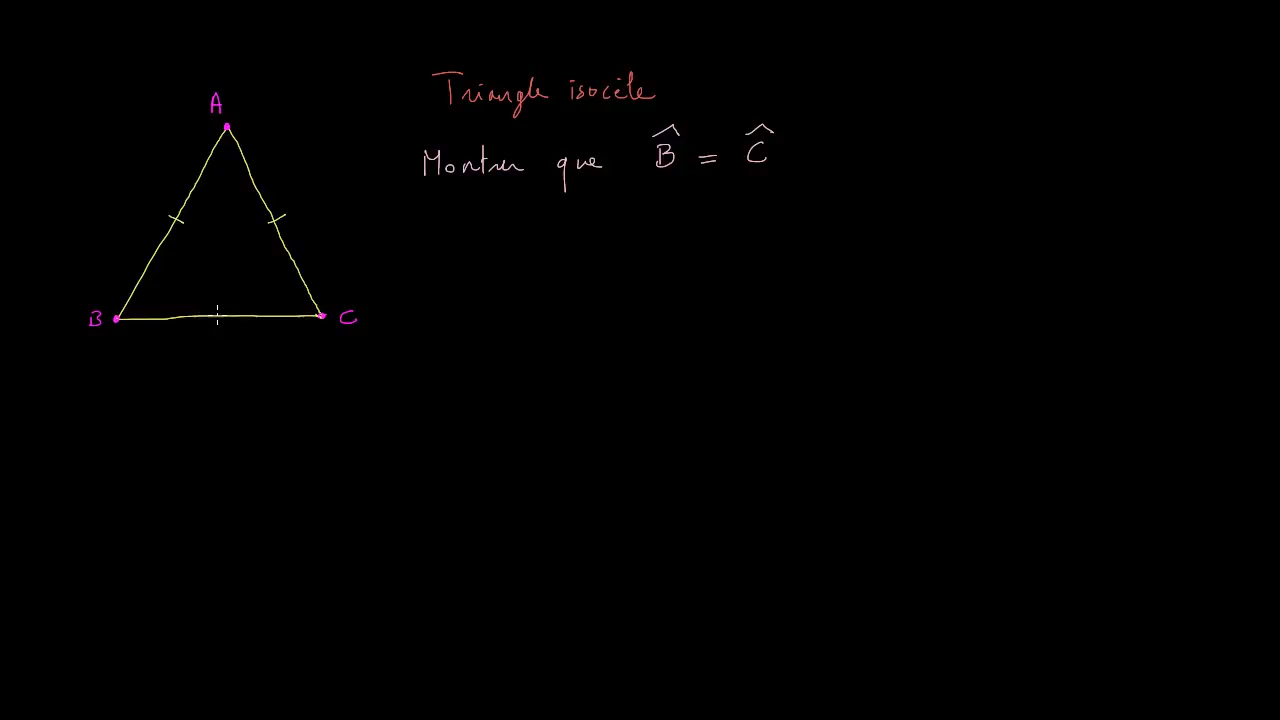 Triangle isocèle
A
Montrer que B̂ = Ĉ
B C